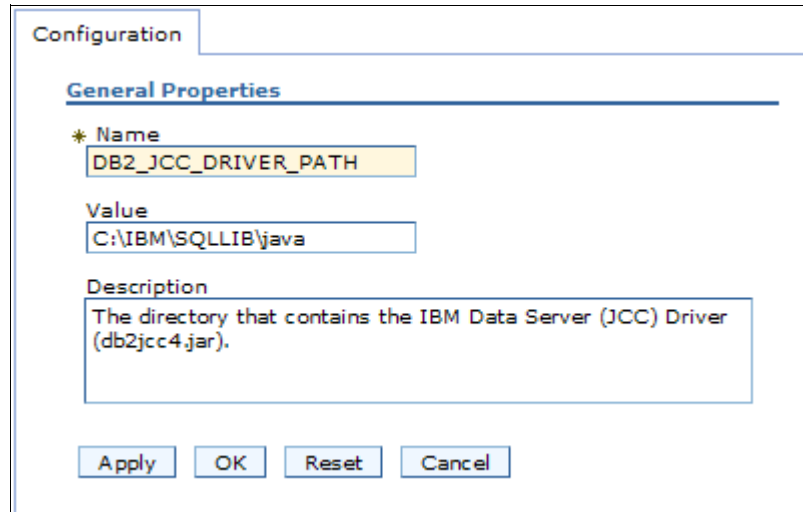 Configuration
General Properties
* Name
DB2_JCC_DRIVER_PATH
Value
C:\IBM\SQLLIB\java
Description
The directory that contains the IBM Data Server (JCC) Driver
(db2jcc4.jar).
Apply OK Reset Cancel